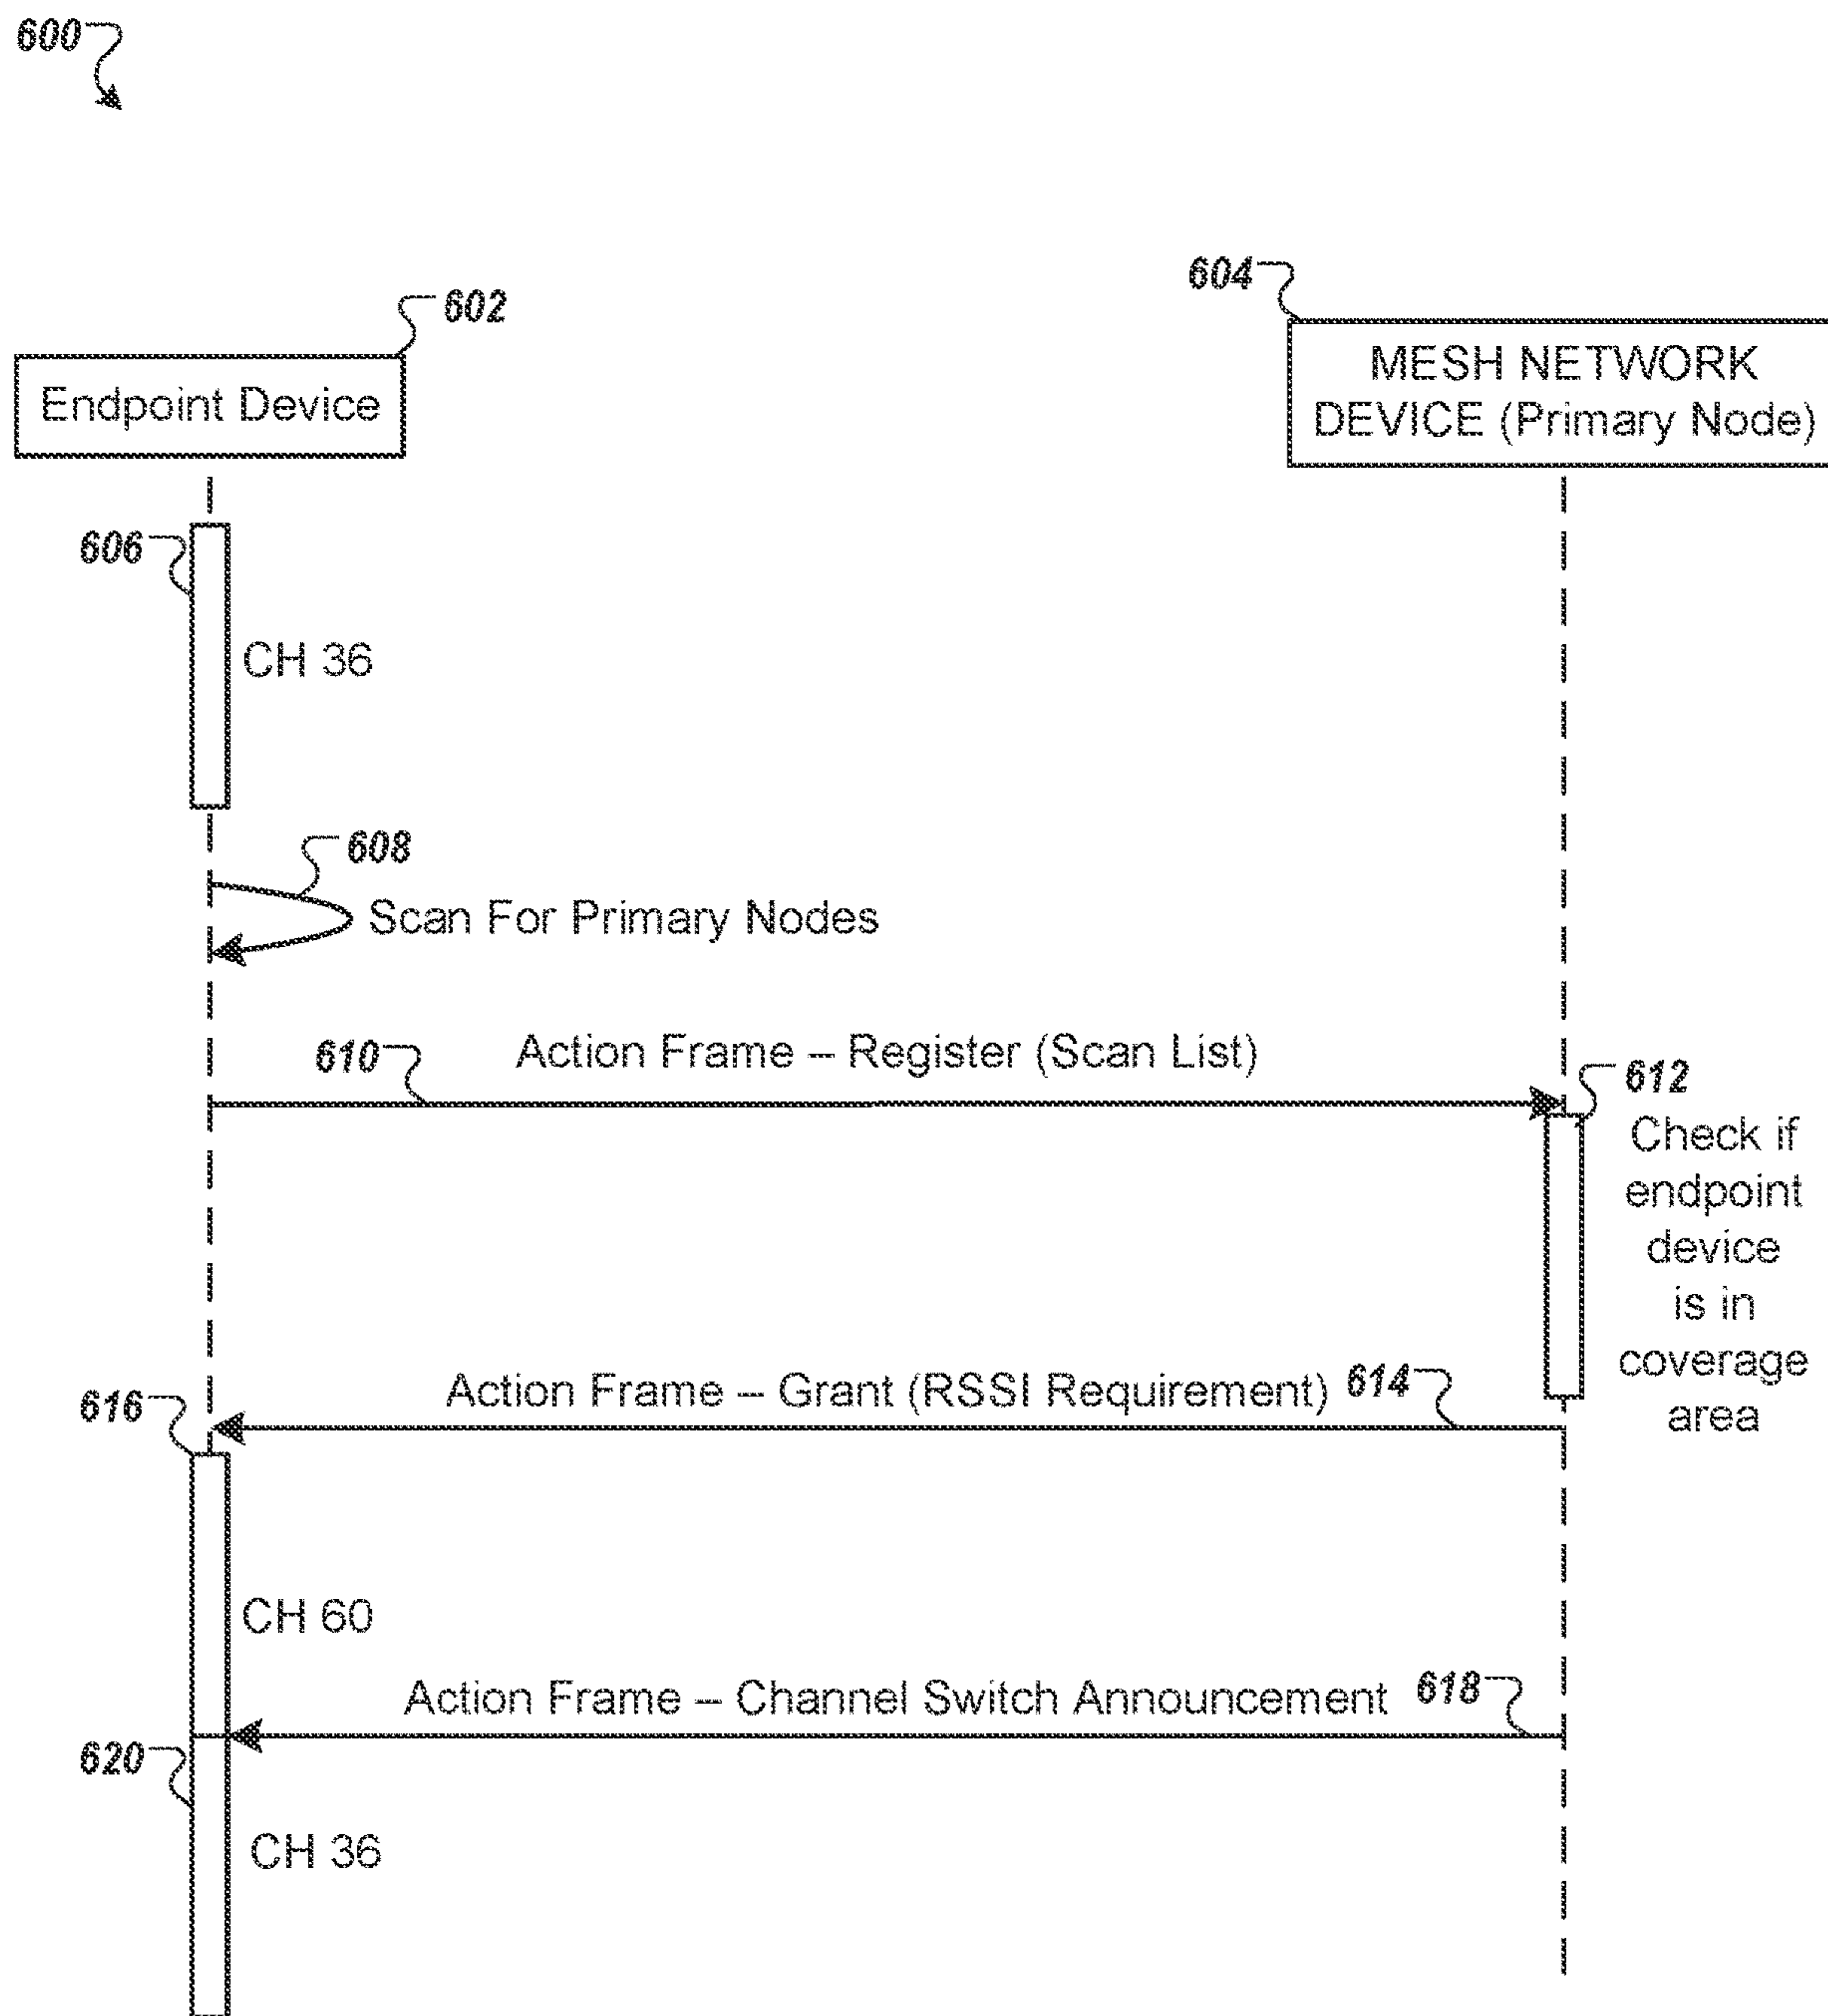 600
602
604
Endpoint Device
MESH NETWORK
DEVICE (Primary Node)
606
CH 36
608
Scan For Primary Nodes
610
Action Frame – Register (Scan List)
612
Check if
endpoint
device
is in
coverage
area
Action Frame – Grant (RSSI Requirement)
614
616
CH 60
Action Frame – Channel Switch Announcement
618
620
CH 36